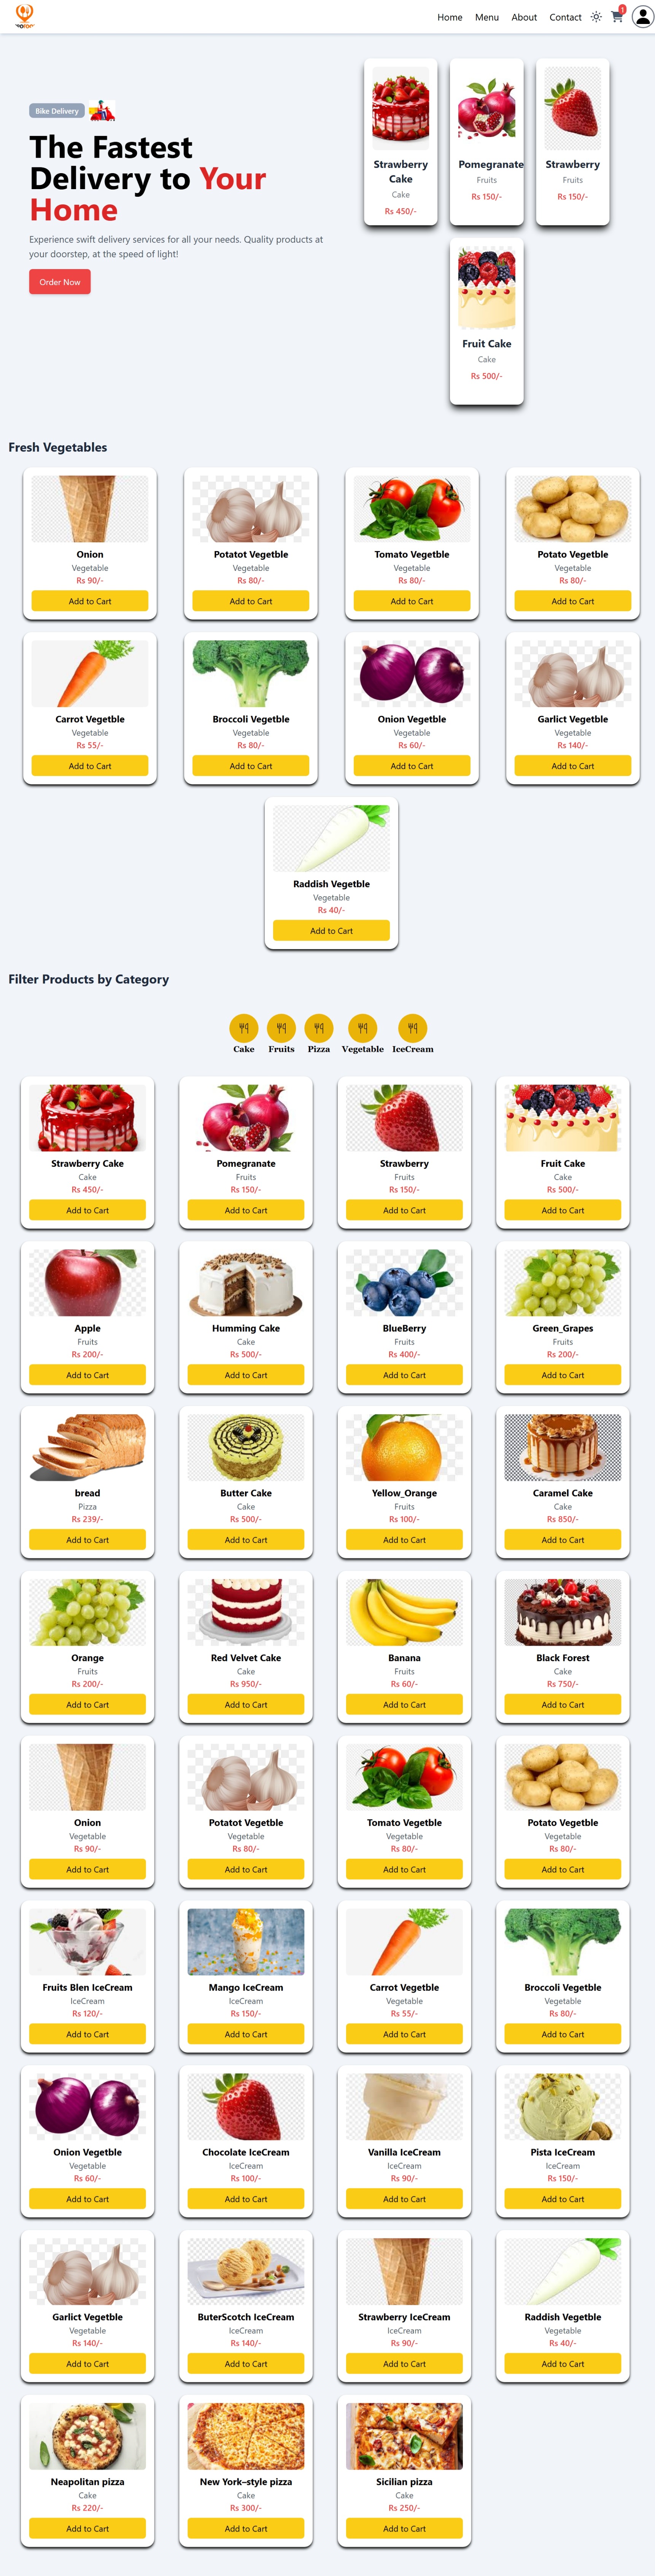 Home Menu About Contact 1
Bike Delivery
The Fastest
Delivery to Your
Home
Experience swift delivery services for all your needs. Quality products at
your doorstep, at the speed of light!
Order Now
Strawberry
Cake
Cake
Rs 450/-
Pomegranate
Fruits
Rs 150/-
Strawberry
Fruits
Rs 150/-
Fruit Cake
Cake
Rs 500/-
Fresh Vegetables
Onion
Vegetable
Rs 90/-
Add to Cart
Potatot Vegetble
Vegetable
Rs 80/-
Add to Cart
Tomato Vegetble
Vegetable
Rs 80/-
Add to Cart
Potato Vegetble
Vegetable
Rs 80/-
Add to Cart
Carrot Vegetble
Vegetable
Rs 55/-
Add to Cart
Broccoli Vegetble
Vegetable
Rs 80/-
Add to Cart
Onion Vegetble
Vegetable
Rs 60/-
Add to Cart
Garlict Vegetble
Vegetable
Rs 140/-
Add to Cart
Raddish Vegetble
Vegetable
Rs 40/-
Add to Cart
Filter Products by Category
Cake Fruits Pizza Vegetable IceCream
Strawberry Cake
Cake
Rs 450/-
Add to Cart
Pomegranate
Fruits
Rs 150/-
Add to Cart
Strawberry
Fruits
Rs 150/-
Add to Cart
Fruit Cake
Cake
Rs 500/-
Add to Cart
Apple
Fruits
Rs 200/-
Add to Cart
Humming Cake
Cake
Rs 500/-
Add to Cart
BlueBerry
Fruits
Rs 400/-
Add to Cart
Green_Grapes
Fruits
Rs 200/-
Add to Cart
bread
Pizza
Rs 239/-
Add to Cart
Butter Cake
Cake
Rs 500/-
Add to Cart
Yellow_Orange
Fruits
Rs 100/-
Add to Cart
Caramel Cake
Cake
Rs 850/-
Add to Cart
Orange
Fruits
Rs 200/-
Add to Cart
Red Velvet Cake
Cake
Rs 950/-
Add to Cart
Banana
Fruits
Rs 60/-
Add to Cart
Black Forest
Cake
Rs 750/-
Add to Cart
Onion
Vegetable
Rs 90/-
Add to Cart
Potatot Vegetble
Vegetable
Rs 80/-
Add to Cart
Tomato Vegetble
Vegetable
Rs 80/-
Add to Cart
Potato Vegetble
Vegetable
Rs 80/-
Add to Cart
Fruits Blen IceCream
IceCream
Rs 120/-
Add to Cart
Mango IceCream
IceCream
Rs 150/-
Add to Cart
Carrot Vegetble
Vegetable
Rs 55/-
Add to Cart
Broccoli Vegetble
Vegetable
Rs 80/-
Add to Cart
Onion Vegetble
Vegetable
Rs 60/-
Add to Cart
Chocolate IceCream
IceCream
Rs 100/-
Add to Cart
Vanilla IceCream
IceCream
Rs 90/-
Add to Cart
Pista IceCream
IceCream
Rs 150/-
Add to Cart
Garlict Vegetble
Vegetable
Rs 140/-
Add to Cart
ButerScotch IceCream
IceCream
Rs 140/-
Add to Cart
Strawberry IceCream
IceCream
Rs 90/-
Add to Cart
Raddish Vegetble
Vegetable
Rs 40/-
Add to Cart
Neapolitan pizza
Cake
Rs 220/-
Add to Cart
New York–style pizza
Cake
Rs 300/-
Add to Cart
Sicilian pizza
Cake
Rs 250/-
Add to Cart